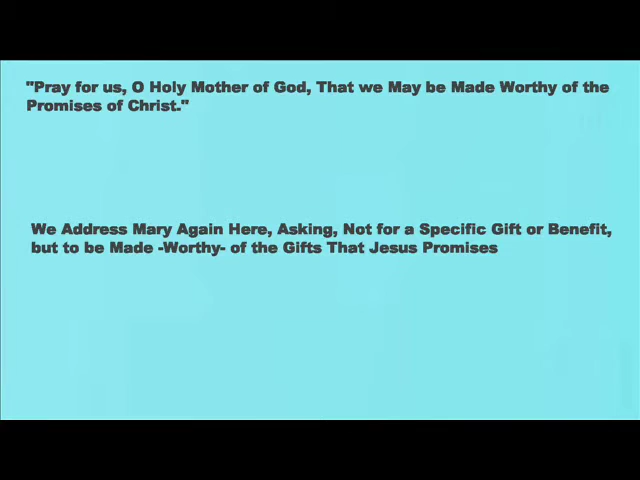 "Pray for us, O Holy Mother of God, That we May be Made Worthy of the
Promises of Christ."
We Address Mary Again Here, Asking, Not for a Specific Gift or Benefit,
but to be Made -Worthy- of the Gifts That Jesus Promises